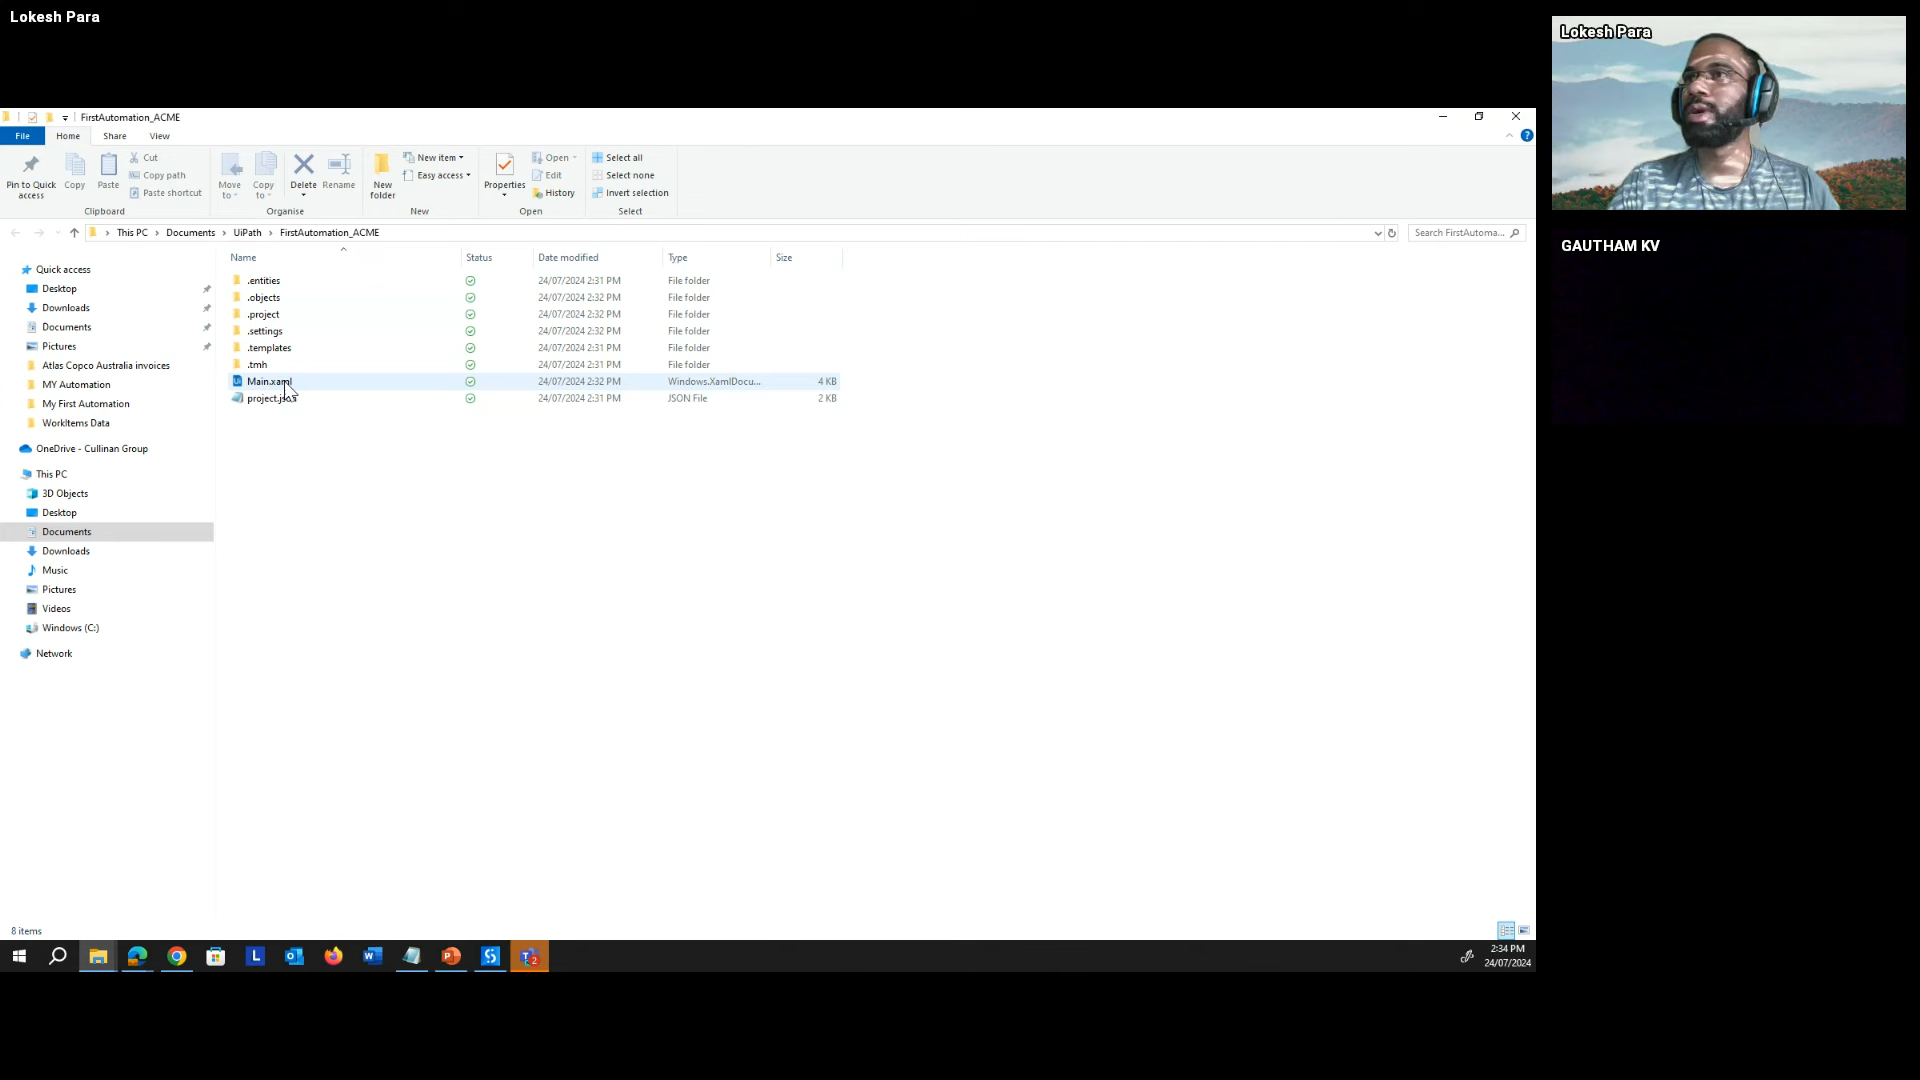 Lokesh Para
Lokesh Para
GAUTHAM KV
FirstAutomation_ACME
File Home Share View
Pin to Quick access
Copy
Paste
Cut
Copy path
Paste shortcut
Clipboard
Move to
Copy to
Delete
Rename
Organise
New folder
New item
Easy access
New
Properties
Open
Edit
History
Open
Select all
Select none
Invert selection
Select
This PC > Documents > UiPath > FirstAutomation_ACME
Search FirstAutoma...
Name Status Date modified Type Size
.entities 24/07/2024 2:31 PM File folder
.objects 24/07/2024 2:32 PM File folder
.project 24/07/2024 2:32 PM File folder
.settings 24/07/2024 2:32 PM File folder
.templates 24/07/2024 2:31 PM File folder
.tmh 24/07/2024 2:31 PM File folder
Main.xaml 24/07/2024 2:32 PM Windows.XamlDocu... 4 KB
project.json 24/07/2024 2:31 PM JSON File 2 KB
Quick access
Desktop
Downloads
Documents
Pictures
Atlas Copco Australia invoices
MY Automation
My First Automation
WorkItems Data
OneDrive - Cullinan Group
This PC
3D Objects
Desktop
Documents
Downloads
Music
Pictures
Videos
Windows (C:)
Network
8 items
2:34 PM
24/07/2024